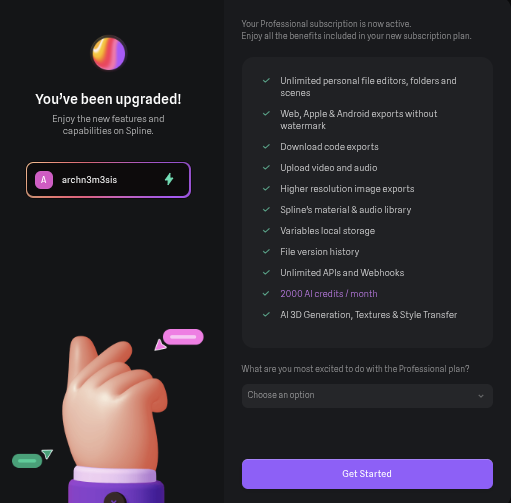 You've been upgraded!
Enjoy the new features and
capabilities on Spline.
A
archn3m3sis
Your Professional subscription is now active.
Enjoy all the benefits included in your new subscription plan.
Unlimited personal file editors, folders and
scenes
Web, Apple & Android exports without
watermark
Download code exports
Upload video and audio
Higher resolution image exports
Spline's material & audio library
Variables local storage
File version history
Unlimited APIs and Webhooks
2000 AI credits / month
AI 3D Generation, Textures & Style Transfer
What are you most excited to do with the Professional plan?
Choose an option
Get Started